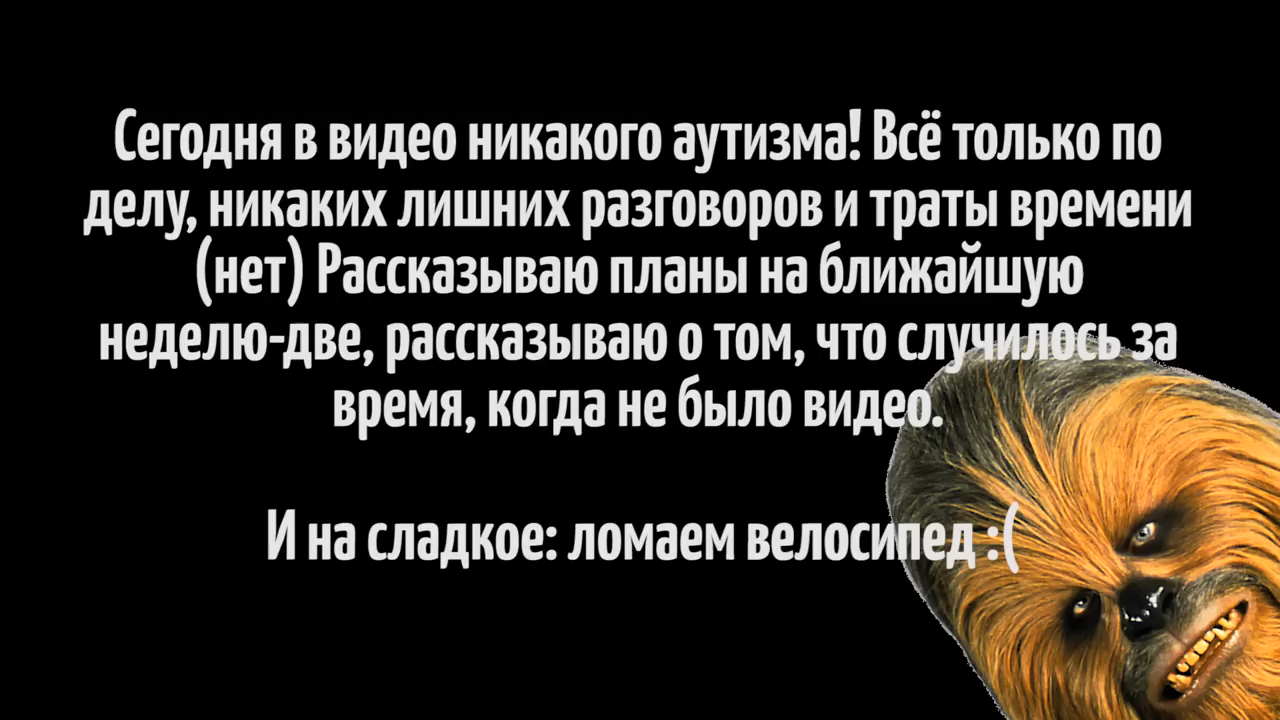 Сегодня в видео никакого аутизма! Всё только по
делу, никаких лишних разговоров и траты времени
(нет) Рассказываю планы на ближайшую
неделю-две, рассказываю о том, что случилось за
время, когда не было видео.
И на сладкое: ломаем велосипед :(